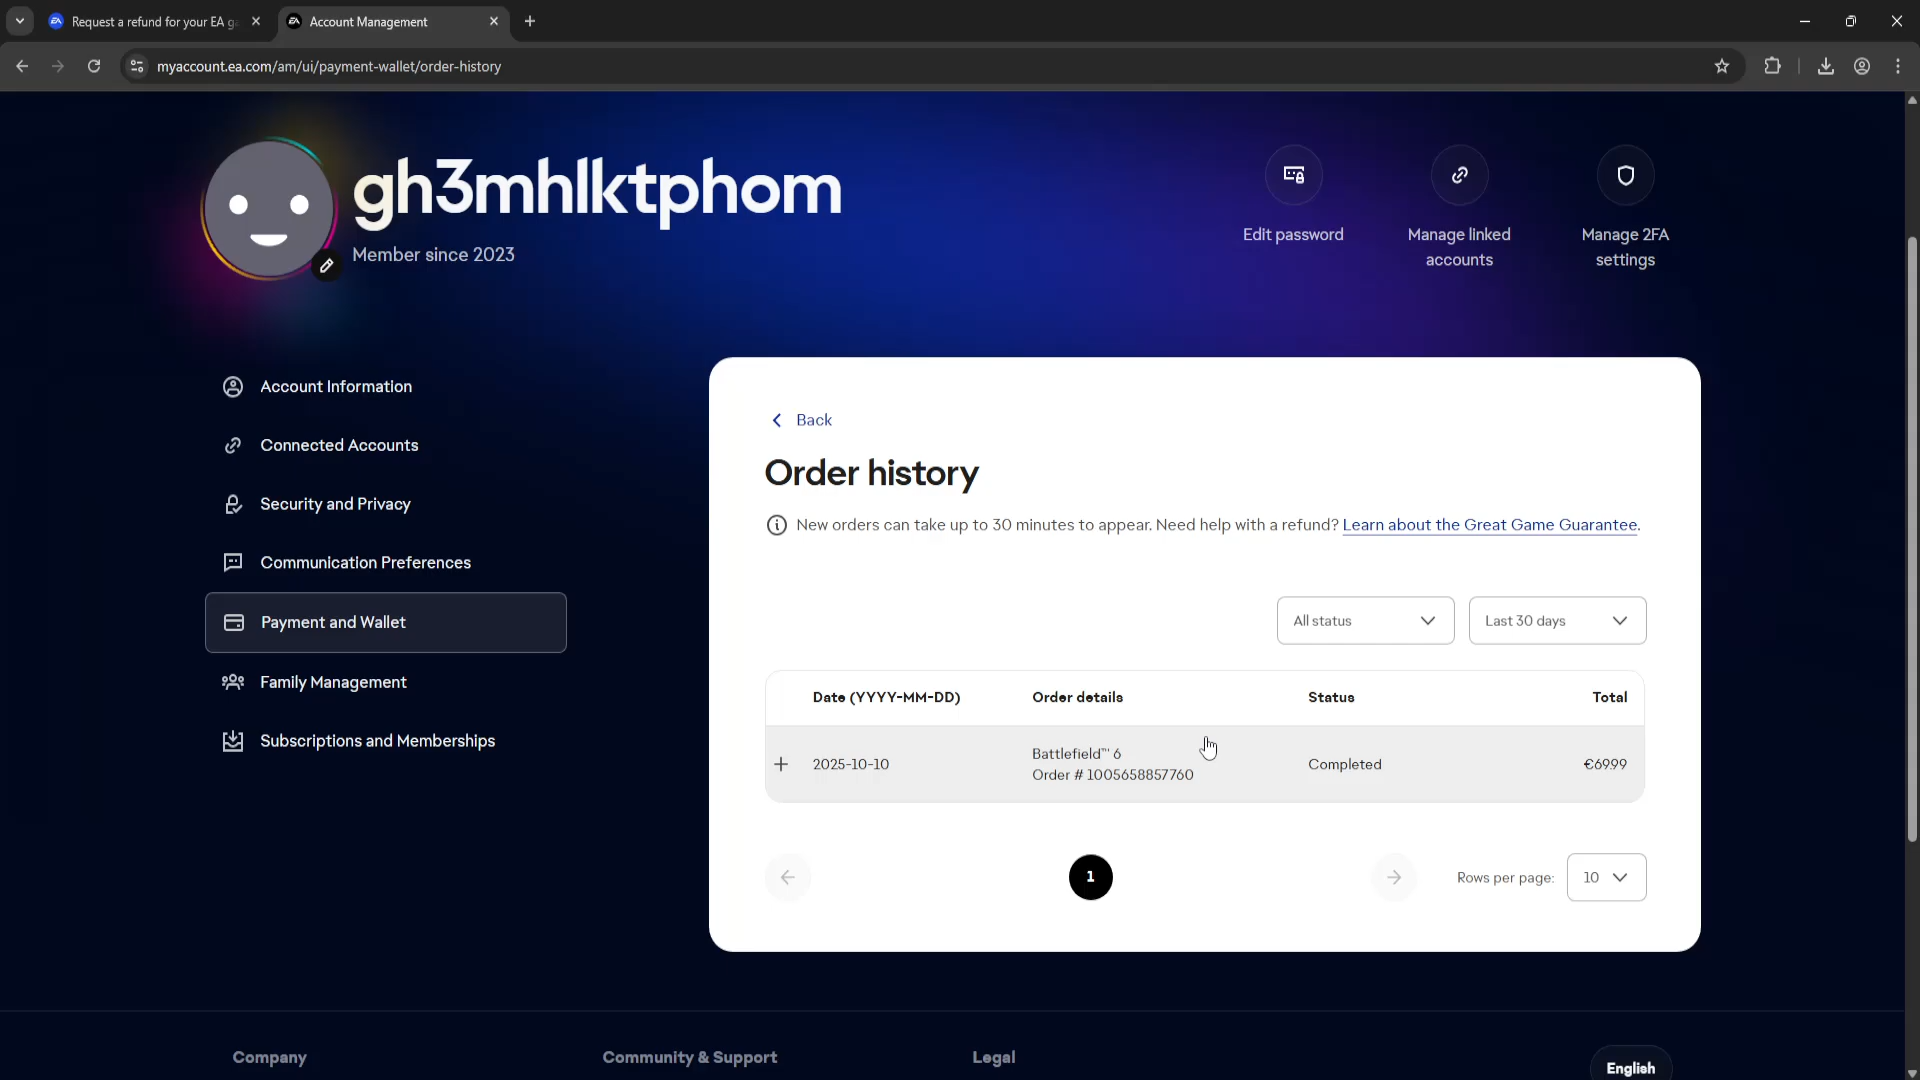 Request a refund for your EA g
Account Management
myaccount.ea.com/am/ui/payment-wallet/order-history
gh3mhlktphom
Member since 2023
Edit password
Manage linked accounts
Manage 2FA settings
Account Information
Connected Accounts
Security and Privacy
Communication Preferences
Payment and Wallet
Family Management
Subscriptions and Memberships
Back
Order history
New orders can take up to 30 minutes to appear. Need help with a refund? Learn about the Great Game Guarantee.
All status
Last 30 days
Date (YYYY-MM-DD) Order details Status Total
2025-10-10 Battlefield™ 6 Completed €69.99
Order # 1005658857760
1
Rows per page: 10
Company
Community & Support
Legal
English